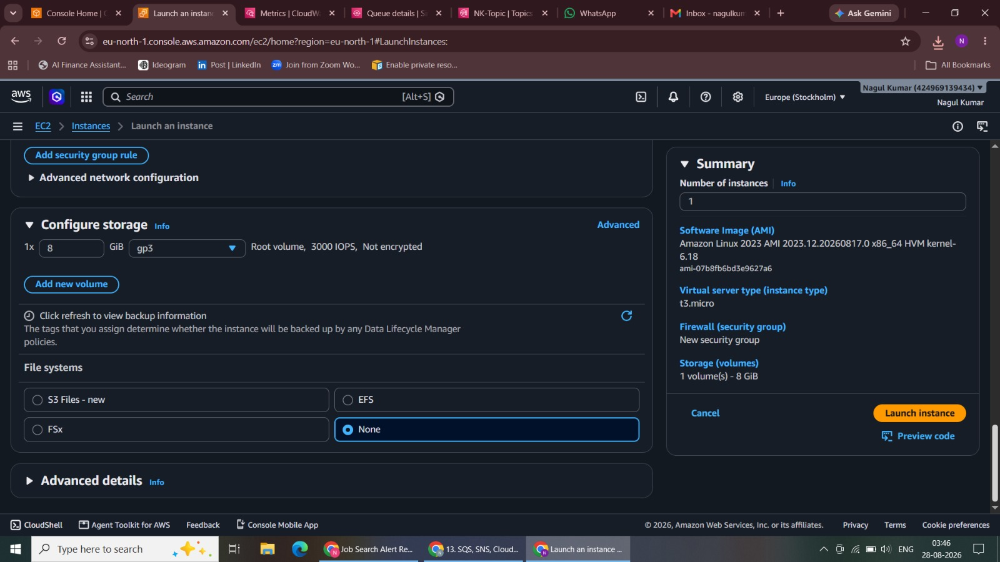 Console Home | C
Launch an instanc
Metrics | CloudWa
Queue details | Si
NK-Topic | Topics
WhatsApp
Inbox - nagulkum
Ask Gemini
eu-north-1.console.aws.amazon.com/ec2/home?region=eu-north-1#LaunchInstances:
N
AI Finance Assistant...
Ideogram
Post | LinkedIn
Join from Zoom Wo...
Enable private reso...
All Bookmarks
aws
Search
[Alt+S]
Europe (Stockholm)
Nagul Kumar (424969139434)
Nagul Kumar
EC2
Instances
Launch an instance
Add security group rule
Advanced network configuration
Configure storage Info
Advanced
1x 8 GiB gp3 Root volume, 3000 IOPS, Not encrypted
Add new volume
Click refresh to view backup information
The tags that you assign determine whether the instance will be backed up by any Data Lifecycle Manager
policies.
File systems
S3 Files - new
EFS
FSx
None
Advanced details Info
Summary
Number of instances Info
1
Software Image (AMI)
Amazon Linux 2023 AMI 2023.12.20260817.0 x86_64 HVM kernel-
6.18
ami-07b8fb6bd3e9627a6
Virtual server type (instance type)
t3.micro
Firewall (security group)
New security group
Storage (volumes)
1 volume(s) - 8 GiB
Cancel
Launch instance
Preview code
CloudShell
Agent Toolkit for AWS
Feedback
Console Mobile App
© 2026, Amazon Web Services, Inc. or its affiliates.
Privacy
Terms
Cookie preferences
Type here to search
Job Search Alert Re...
13. SQS, SNS, Cloud...
Launch an instance ...
ENG
03:46
28-08-2026